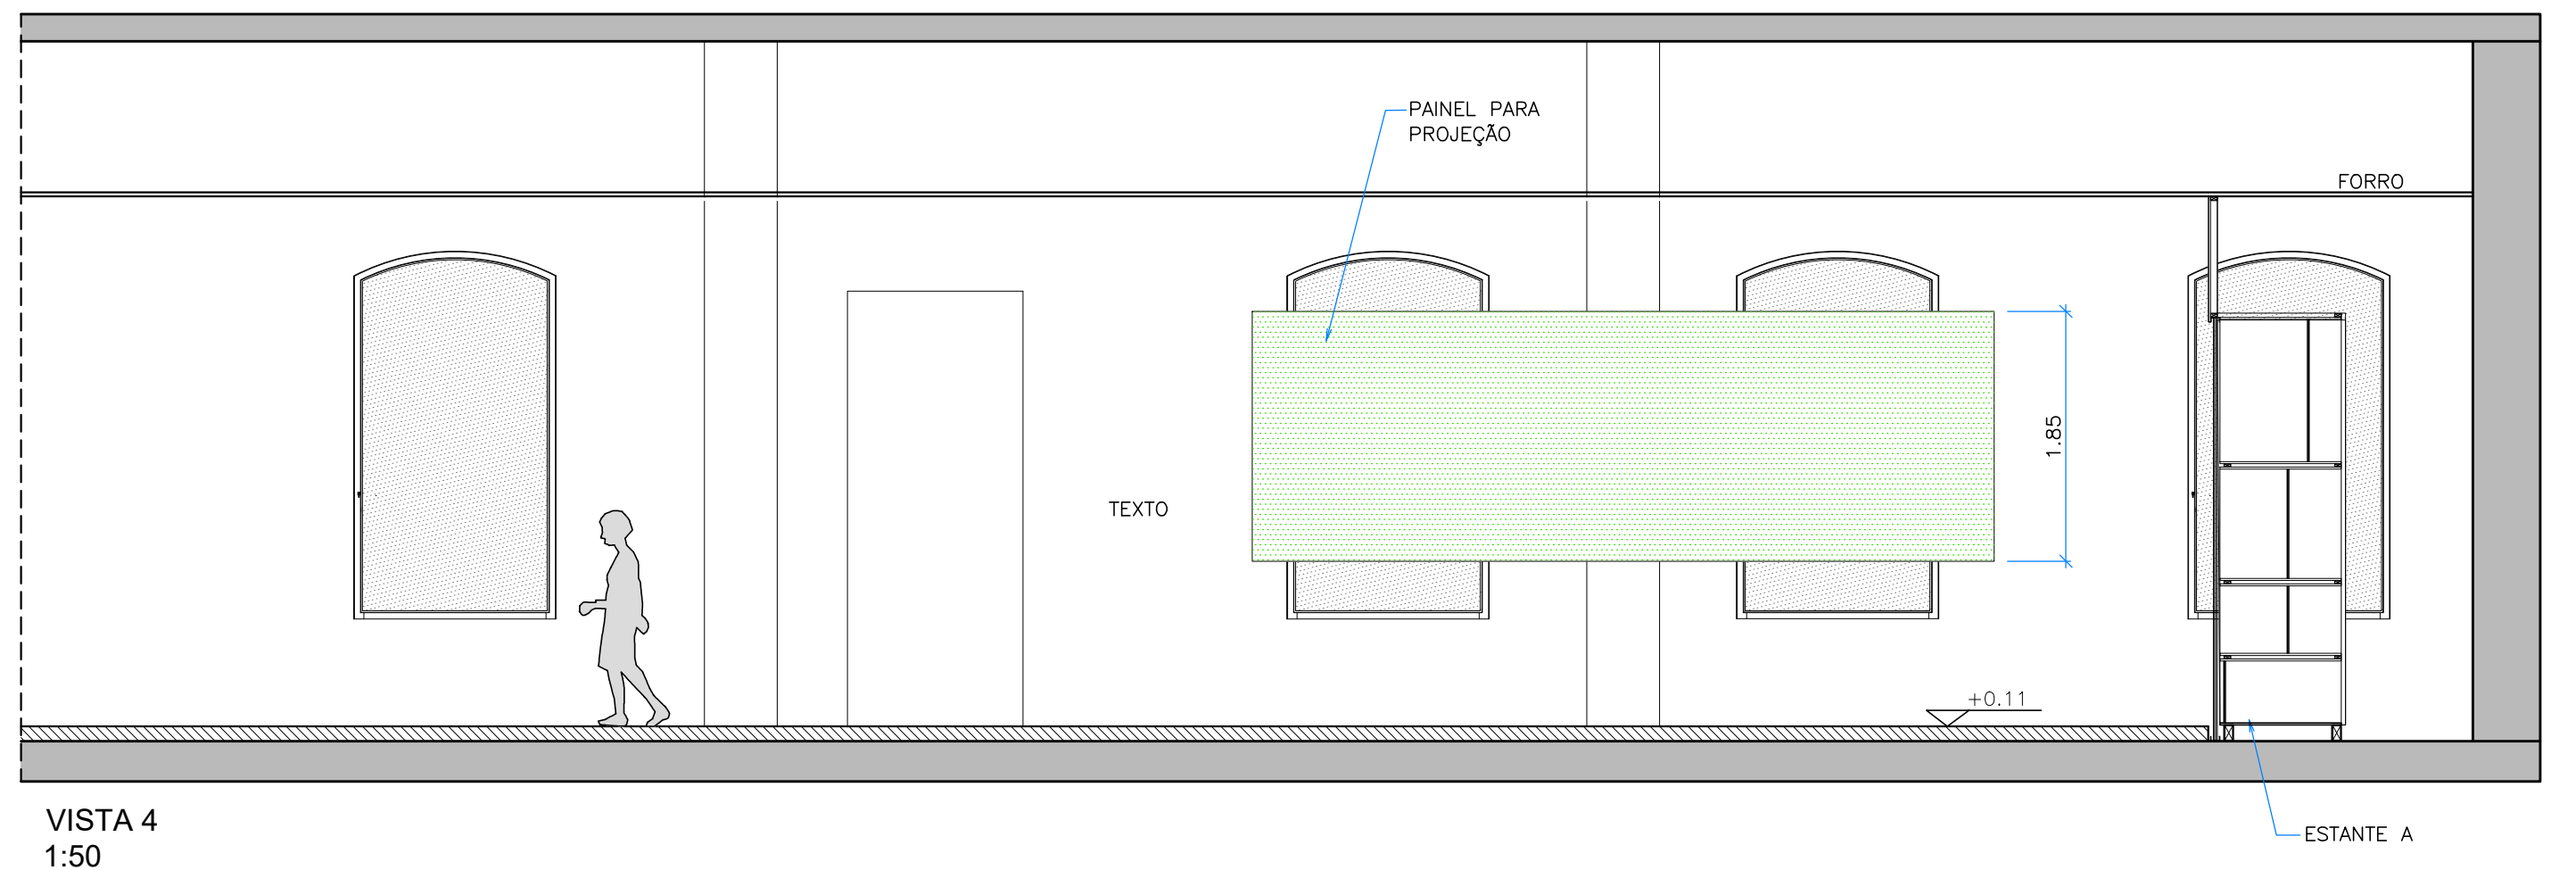 PAINEL PARA
PROJEÇÃO
FORRO
1.85
TEXTO
+0.11
VISTA 4
1:50
ESTANTE A